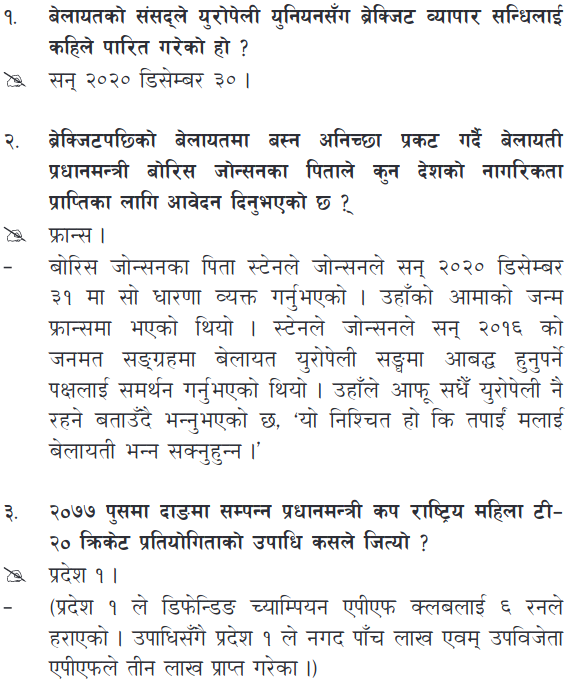 १. बेलायतको संसद्ले युरोपेली युनियनसँग ब्रेक्जिट व्यापार सन्धिलाई
कहिले पारित गरेको हो ?
सन् २०२० डिसेम्बर ३० ।
२. ब्रेक्जिटपछिको बेलायतमा बस्न अनिच्छा प्रकट गर्दै बेलायती
प्रधानमन्त्री बोरिस जोन्सनका पिताले कुन देशको नागरिकता
प्राप्तिका लागि आवेदन दिनुभएको छ ?
फ्रान्स ।
– बोरिस जोन्सनका पिता स्टेनले जोन्सनले सन् २०२० डिसेम्बर
३१ मा सो धारणा व्यक्त गर्नुभएको । उहाँको आमाको जन्म
फ्रान्समा भएको थियो । स्टेनले जोन्सनले सन् २०१६ को
जनमत सङ्ग्रहमा बेलायत युरोपेली सङ्घमा आबद्ध हुनुपर्ने
पक्षलाई समर्थन गर्नुभएको थियो । उहाँले आफू सधैँ युरोपेली नै
रहने बताउँदै भन्नुभएको छ, ‘यो निश्चित हो कि तपाईं मलाई
बेलायती भन्न सक्नुहुन्न ।’
३. २०७७ पुसमा दाङमा सम्पन्न प्रधानमन्त्री कप राष्ट्रिय महिला टी–
२० क्रिकेट प्रतियोगिताको उपाधि कसले जित्यो ?
प्रदेश १ ।
– (प्रदेश १ ले डिफेन्डिङ च्याम्पियन एपीएफ क्लबलाई ६ रनले
हराएको । उपाधिसँगै प्रदेश १ ले नगद पाँच लाख एवम् उपविजेता
एपीएफले तीन लाख प्राप्त गरेका ।)